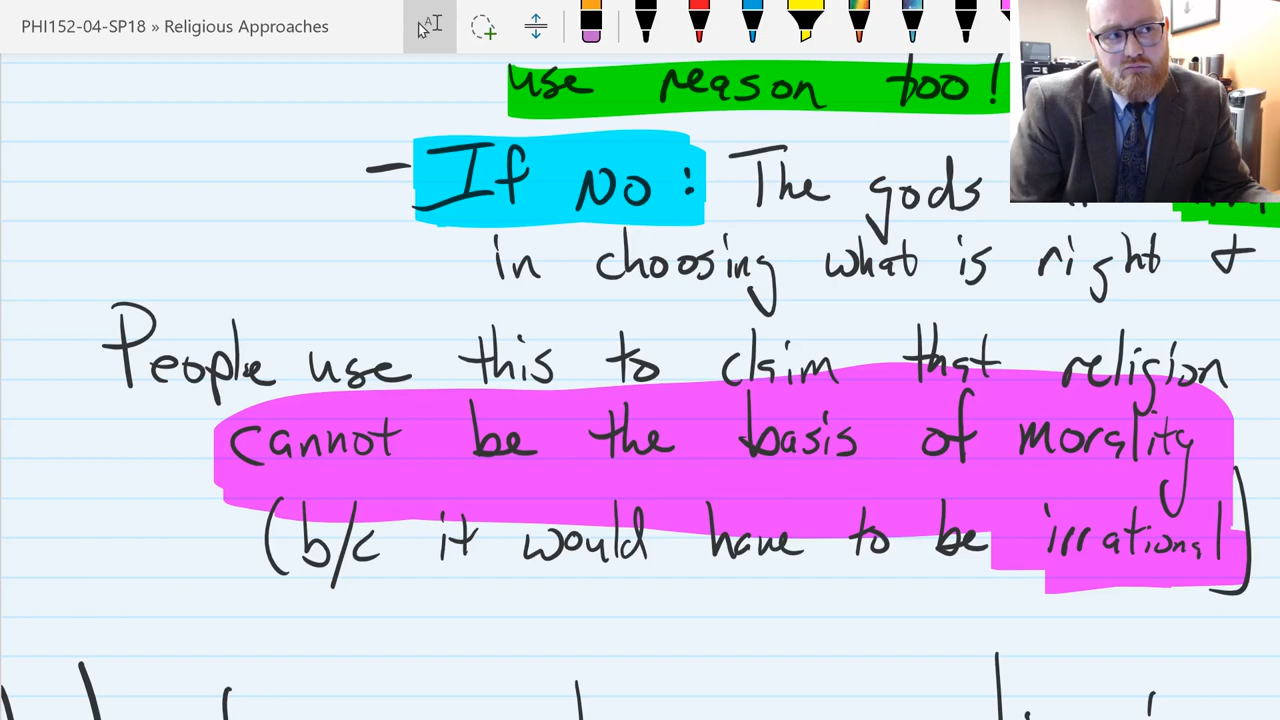 PHI152-04-SP18 » Religious Approaches
use reason too!
- If No: The gods
in choosing what is right &
People use this to claim that religion
cannot be the basis of morality
(b/c it would have to be irrational)